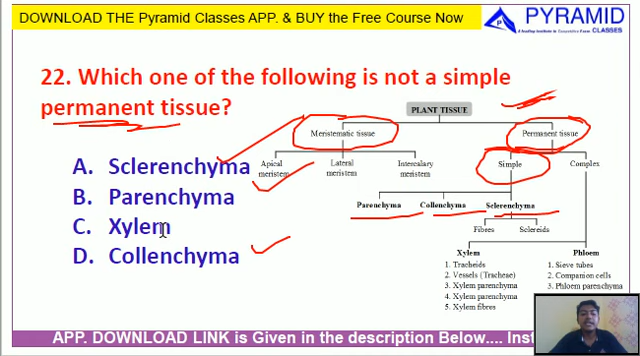 DOWNLOAD THE Pyramid Classes APP. & BUY the Free Course Now
PYRAMID
CLASSES
22. Which one of the following is not a simple
permanent tissue?
A. Sclerenchyma
B. Parenchyma
C. Xylem
D. Collenchyma
PLANT TISSUE
Meristematic tissue
Permanent tissue
Apical meristem
Lateral meristem
Intercalary meristem
Simple
Complex
Parenchyma
Collenchyma
Sclerenchyma
Fibres
Sclereids
Xylem
1. Tracheids
2. Vessels (Tracheae)
3. Xylem parenchyma
4. Xylem parenchyma
5. Xylem fibres
Phloem
1. Sieve tubes
2. Companion cells
3. Phloem parenchyma
APP. DOWNLOAD LINK is Given in the description Below.... Inst